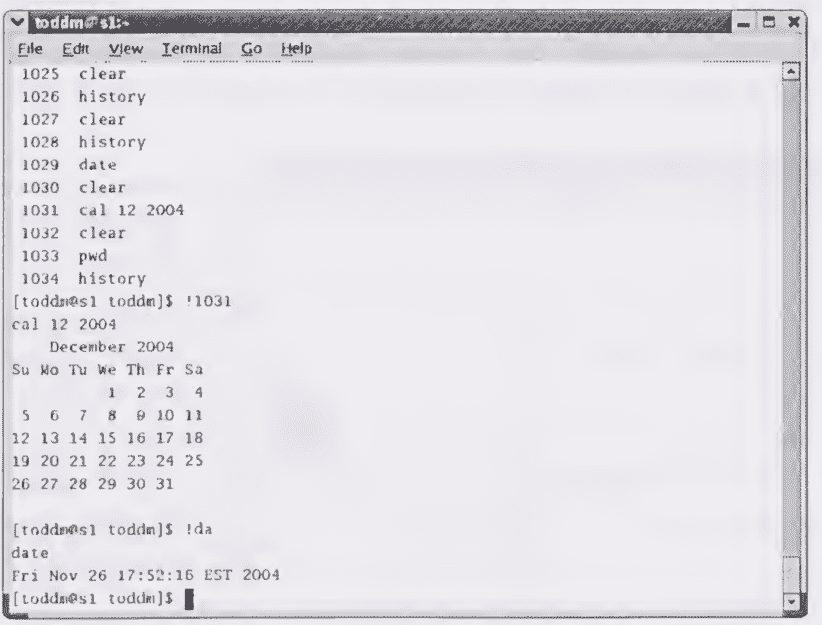 toddm@s1:~
File Edit View Terminal Go Help
1025 clear
1026 history
1027 clear
1028 history
1029 date
1030 clear
1031 cal 12 2004
1032 clear
1033 pwd
1034 history
[toddm@s1 toddm]$ !1031
cal 12 2004
December 2004
Su Mo Tu We Th Fr Sa
1 2 3 4
5 6 7 8 9 10 11
12 13 14 15 16 17 18
19 20 21 22 23 24 25
26 27 28 29 30 31
[toddm@s1 toddm]$ !da
date
Fri Nov 26 17:52:16 EST 2004
[toddm@s1 toddm]$